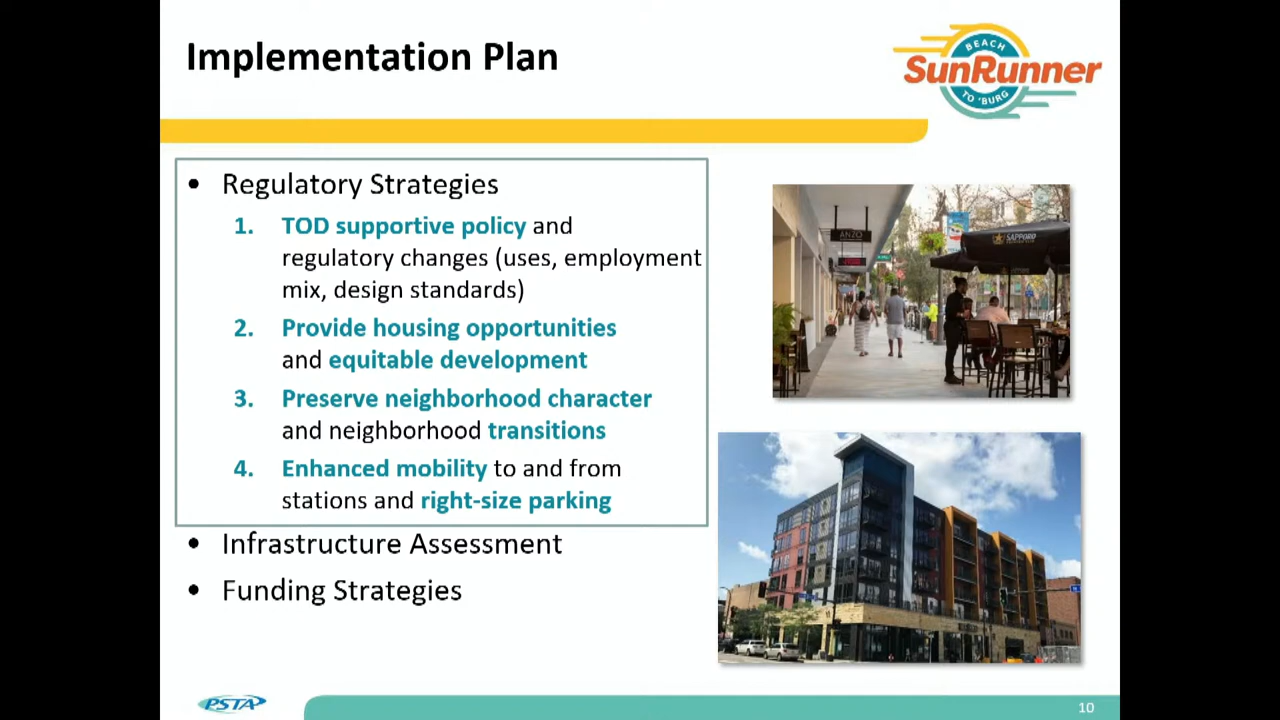 Implementation Plan
BEACH
SunRunner
TO 'BURG
• Regulatory Strategies
1. TOD supportive policy and
regulatory changes (uses, employment
mix, design standards)
2. Provide housing opportunities
and equitable development
3. Preserve neighborhood character
and neighborhood transitions
4. Enhanced mobility to and from
stations and right-size parking
• Infrastructure Assessment
• Funding Strategies
ANZO
SAPPORO
PSTA
10